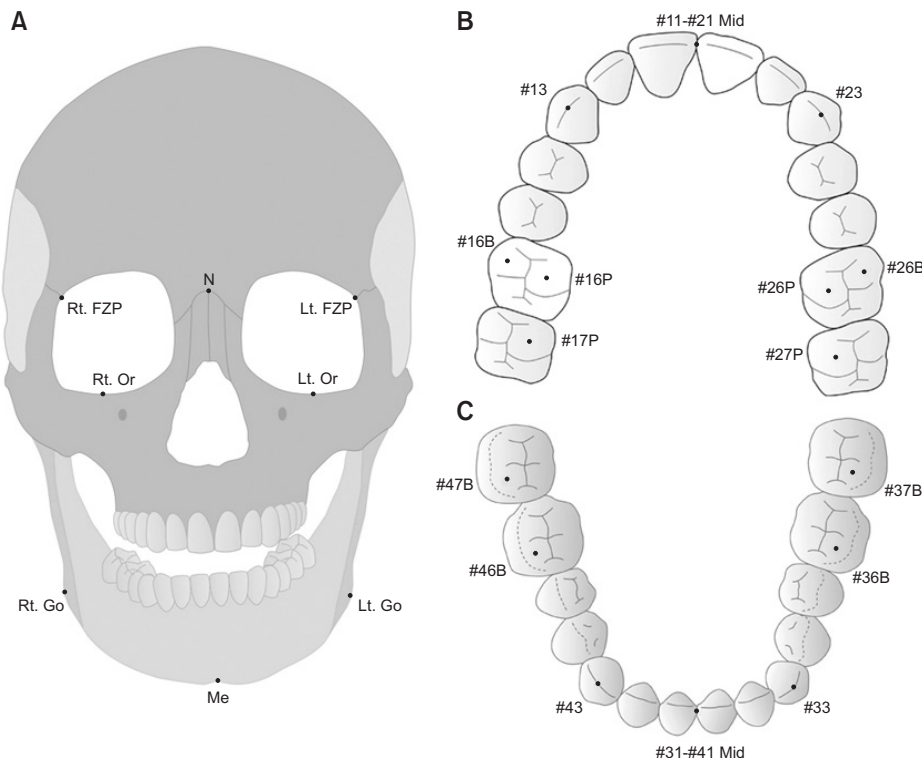 A
N
Rt. FZP
Lt. FZP
Rt. Or
Lt. Or
Rt. Go
Lt. Go
Me
B
#11-#21 Mid
#13
#23
#16B
#16P
#26P
#26B
#17P
#27P
C
#47B
#37B
#46B
#36B
#43
#33
#31-#41 Mid